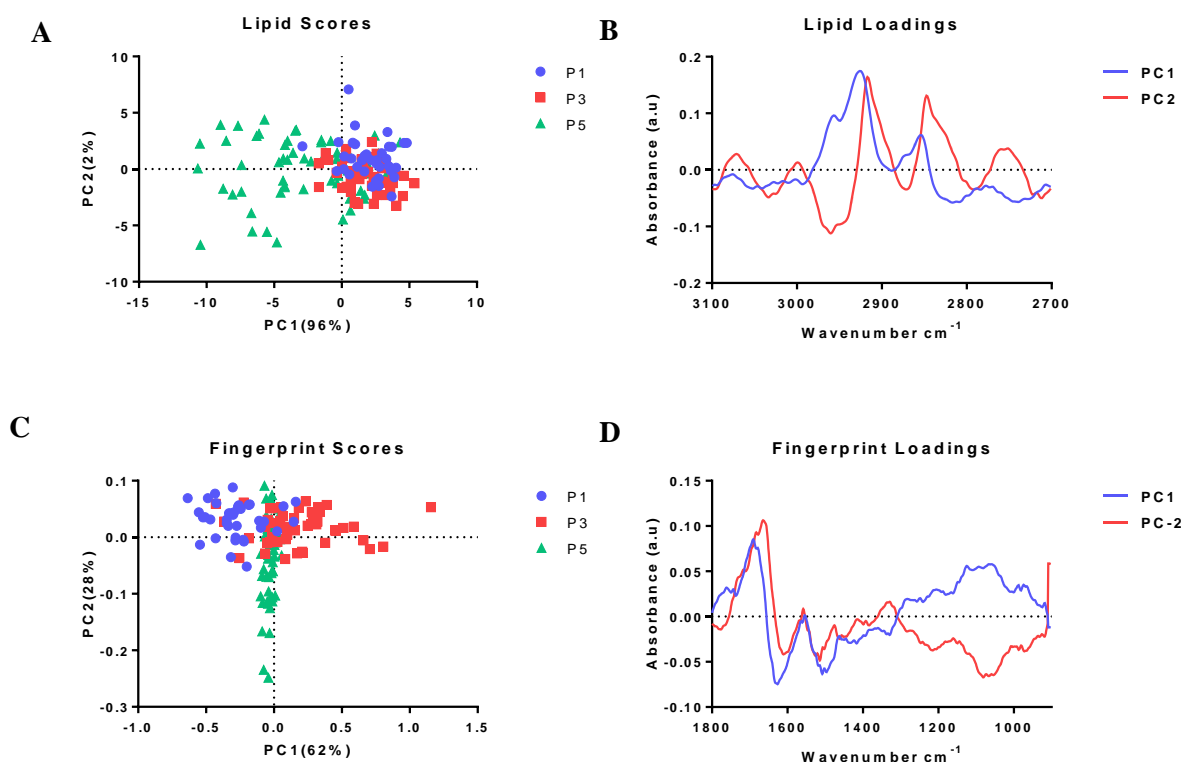 A
Lipid Scores
PC2(2%)
10
5
0
-5
-10
-15
-10
-5
0
5
10
PC1(96%)
P1
P3
P5
B
Lipid Loadings
Absorbance (a.u)
0.2
0.1
0.0
-0.1
-0.2
3100
3000
2900
2800
2700
Wavenumber cm-1
PC1
PC2
C
Fingerprint Scores
PC2(28%)
0.1
0.0
-0.1
-0.2
-0.3
-1.0
-0.5
0.0
0.5
1.0
1.5
PC1(62%)
P1
P3
P5
D
Fingerprint Loadings
Absorbance (a.u)
0.10
0.05
0.00
-0.05
-0.10
1800
1600
1400
1200
1000
Wavenumber cm-1
PC1
PC-2